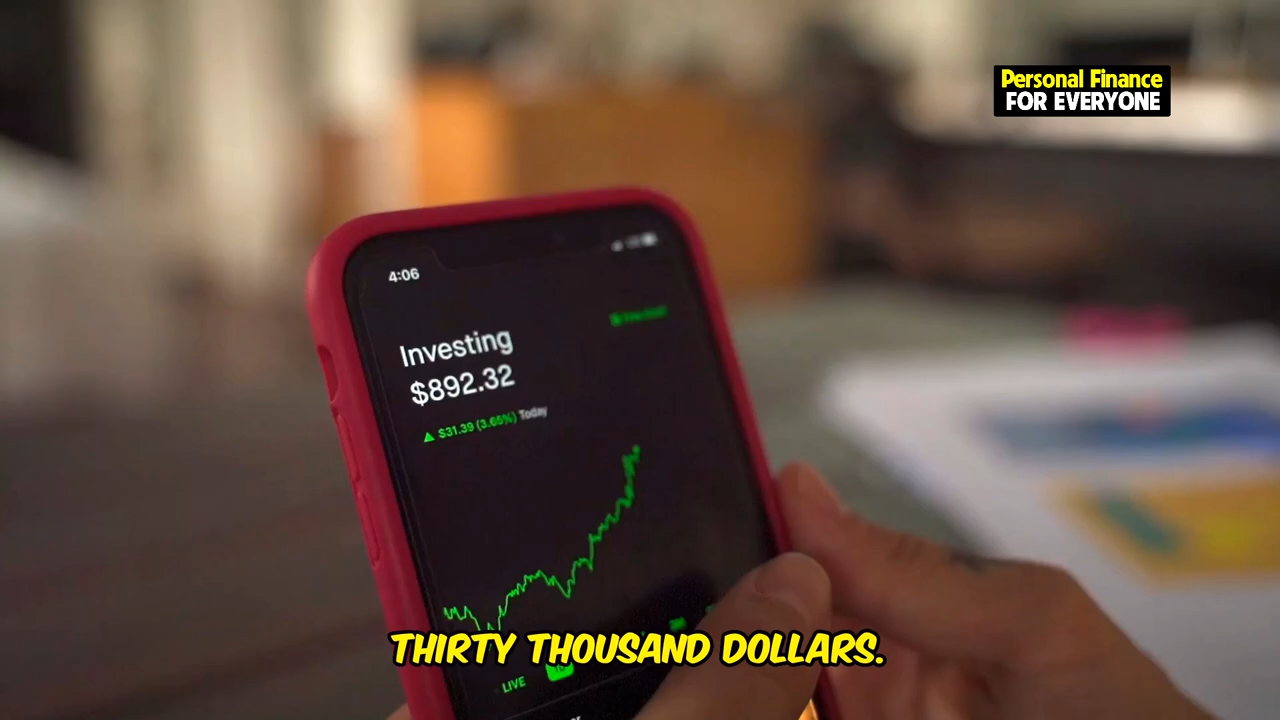 Personal Finance
FOR EVERYONE
4:06
Investing
$892.32
▲ $31.39 (3.65%) Today
LIVE
THIRTY THOUSAND DOLLARS.